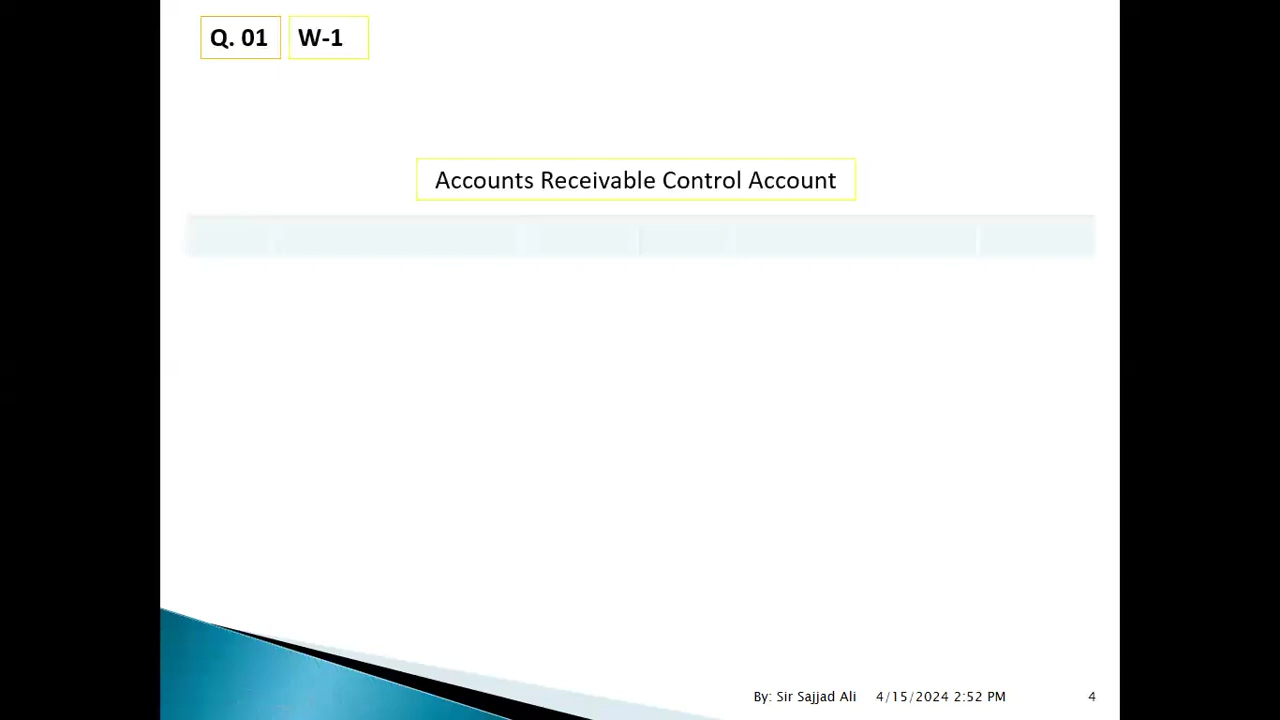 Q. 01 W-1
Accounts Receivable Control Account
By: Sir Sajjad Ali 4/15/2024 2:52 PM 4